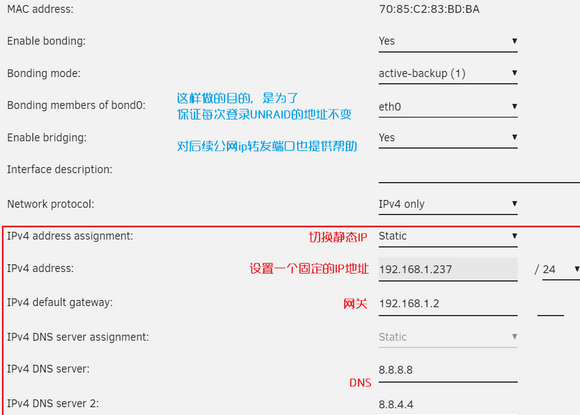 MAC address: 70:85:C2:83:BD:BA
Enable bonding: Yes
Bonding mode: active-backup (1)
这样做的目的，是为了
Bonding members of bond0: eth0
保证每次登录UNRAID的地址不变
Enable bridging: Yes
对后续公网ip转发端口也提供帮助
Interface description:
Network protocol: IPv4 only
IPv4 address assignment: 切换静态IP Static
IPv4 address: 设置一个固定的IP地址 192.168.1.237 / 24
IPv4 default gateway: 网关 192.168.1.2
IPv4 DNS server assignment: Static
IPv4 DNS server: 8.8.8.8
DNS
IPv4 DNS server 2: 8.8.4.4